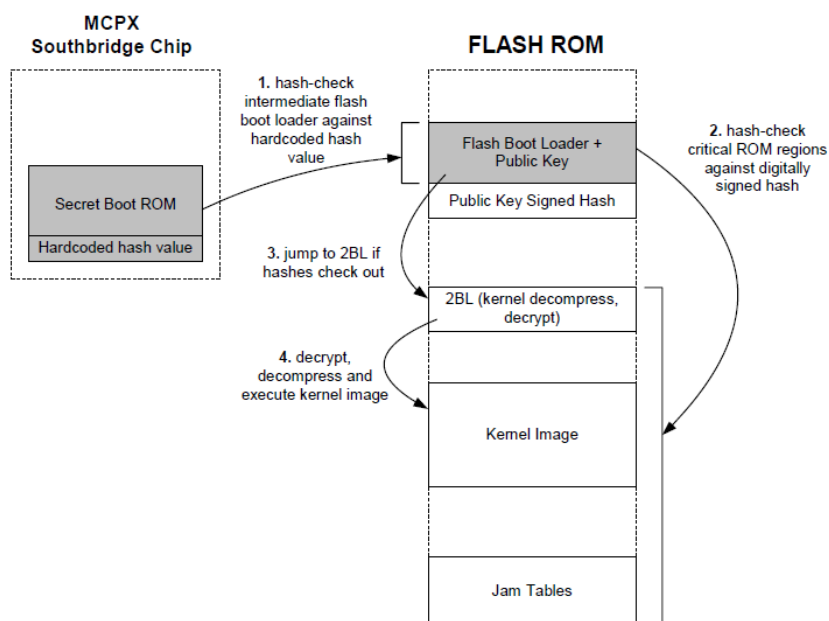 MCPX
Southbridge Chip
FLASH ROM
1. hash-check
intermediate flash
boot loader against
hardcoded hash
value
Flash Boot Loader +
Public Key
2. hash-check
critical ROM regions
against digitally
signed hash
Secret Boot ROM
Public Key Signed Hash
Hardcoded hash value
3. jump to 2BL if
hashes check out
2BL (kernel decompress,
decrypt)
4. decrypt,
decompress and
execute kernel image
Kernel Image
Jam Tables